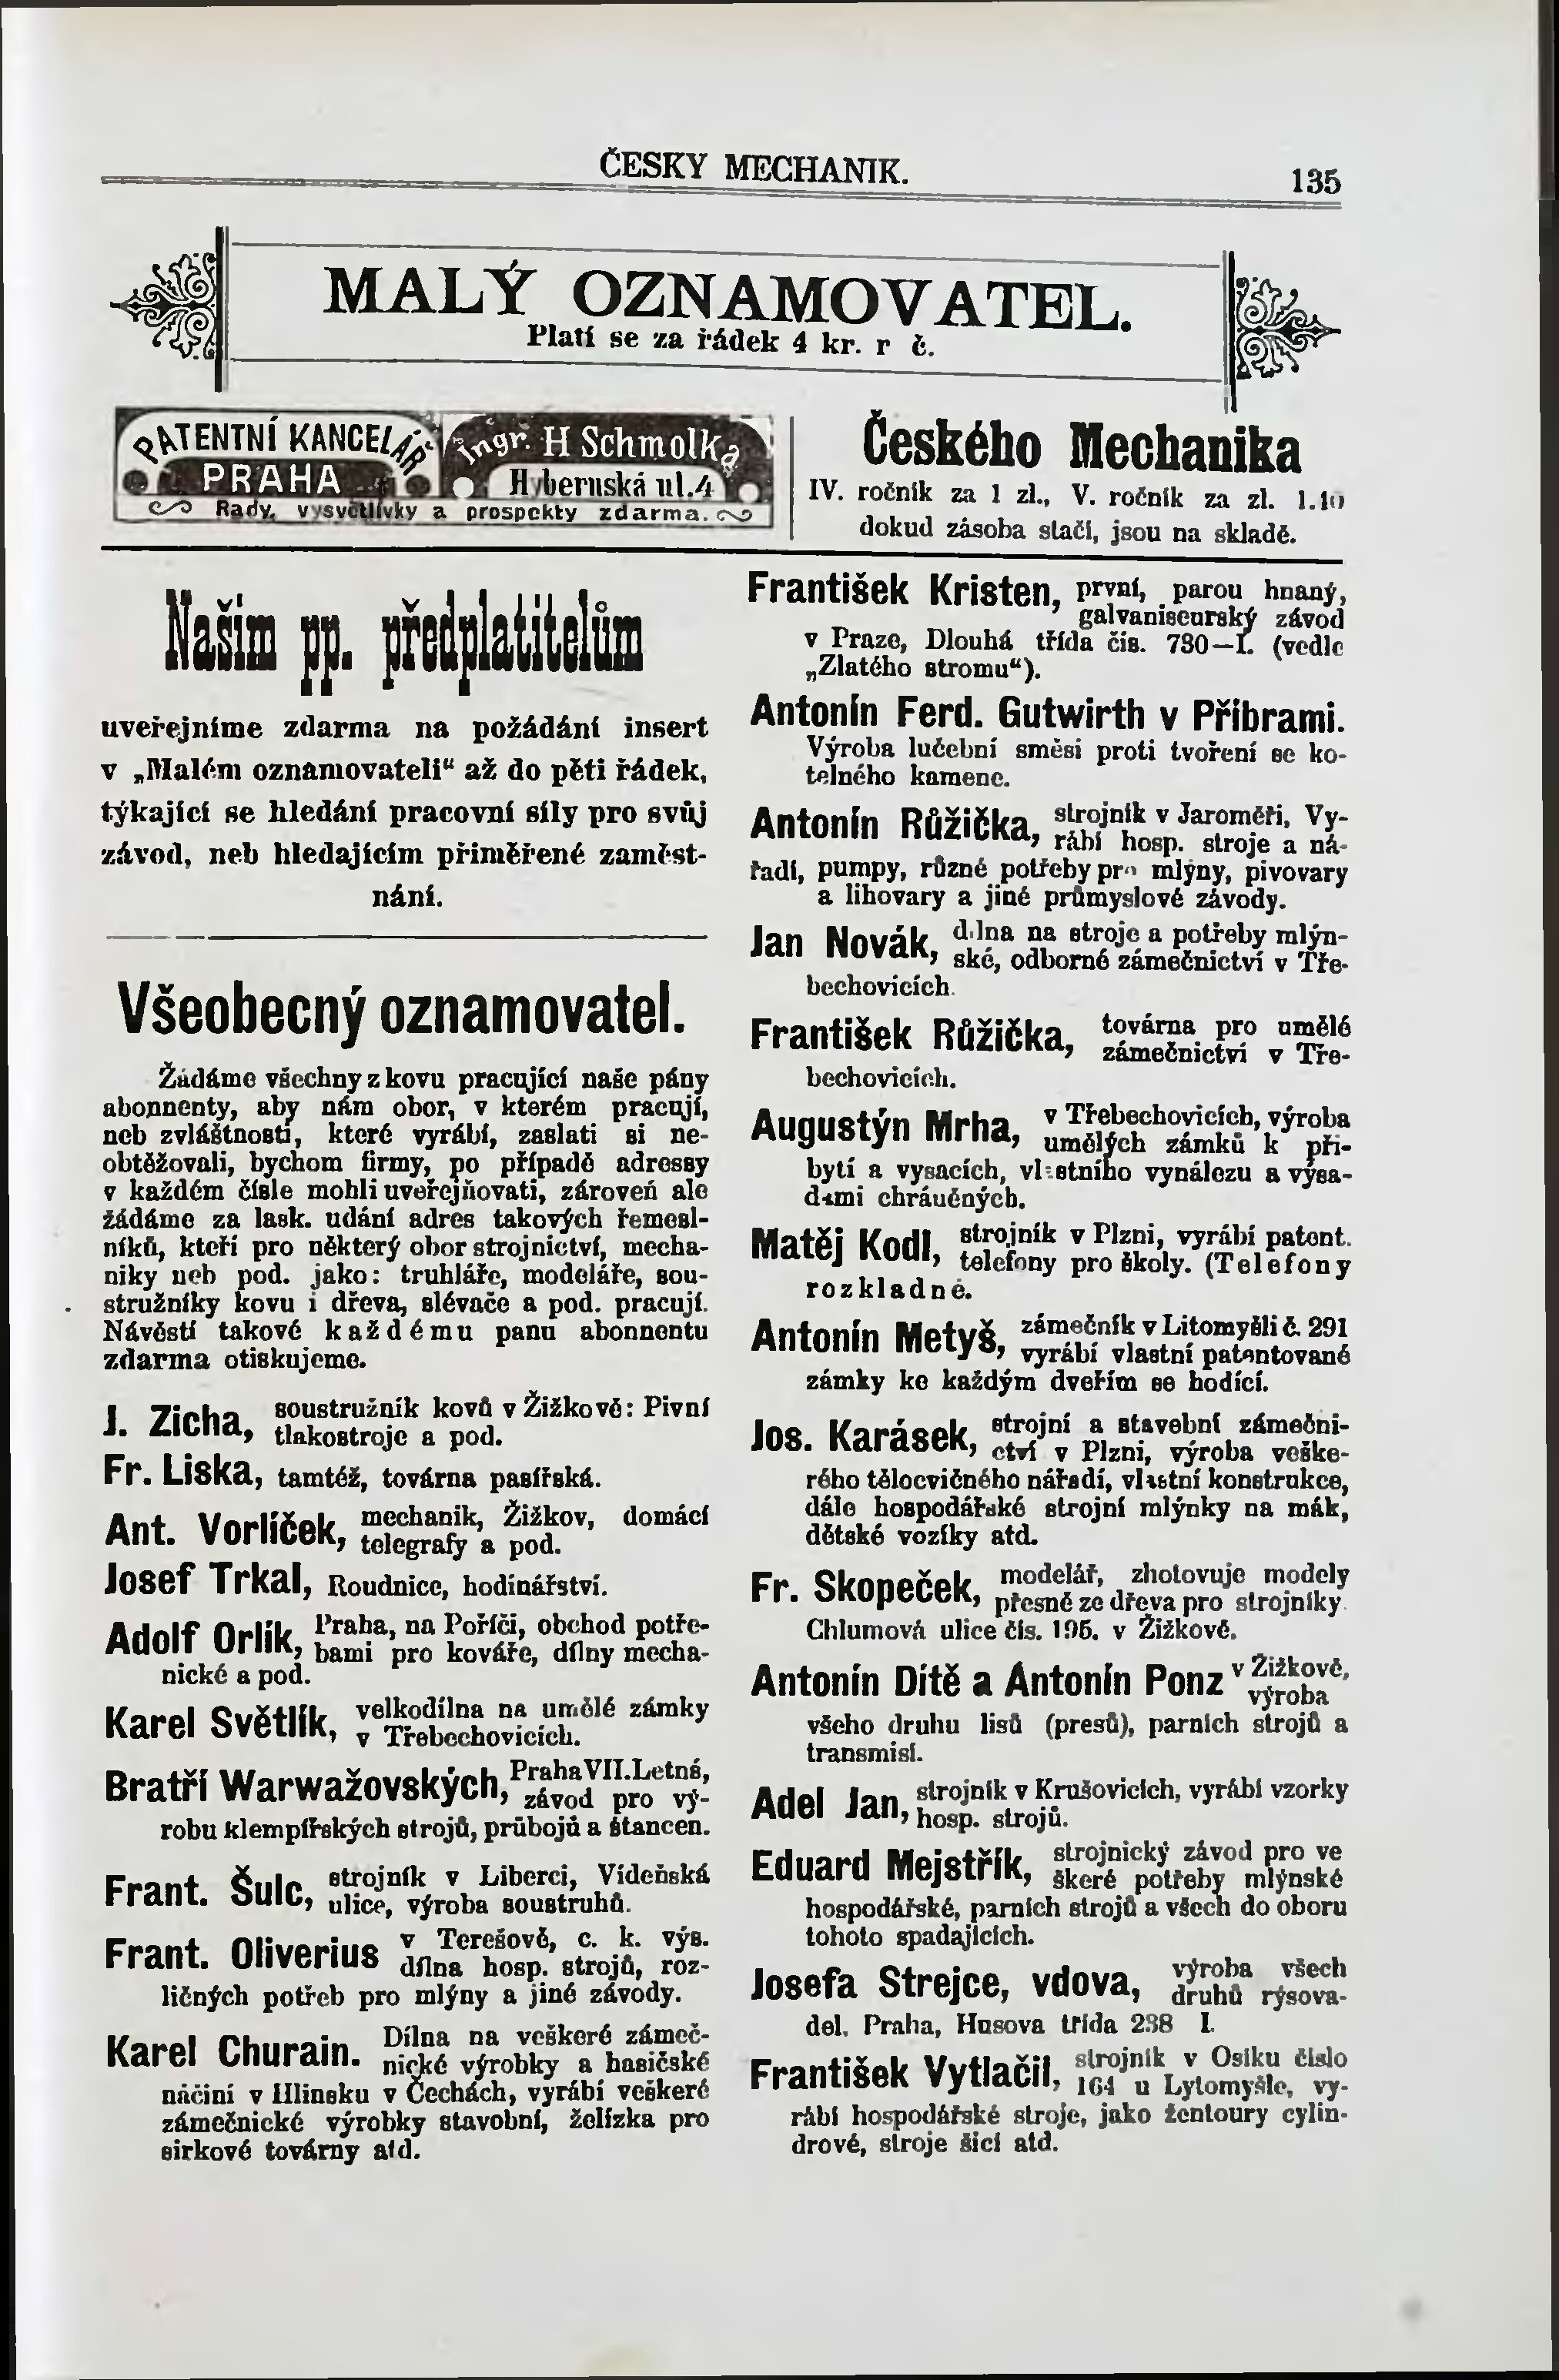 ČESKY MECHANIK.
135
MALÝ OZNAMOVATEL.
Platí se za řádek 4 kr. r č.
PATENTNÍ KANCELÁŘ
PRAHA
Ingr. H Schmolka
Hybernská ul.4
Rady, vysvětlivky a prospekty zdarma.
Českého Mechanika
IV. ročník za 1 zl., V. ročník za zl. 1.10
dokud zásoba stačí, jsou na skladě.
Našim pp. předplatitelům
uveřejníme zdarma na požádání insert
v „Malém oznamovateli“ až do pěti řádek,
týkající se hledání pracovní síly pro svůj
závod, neb hledajícím přiměřené zaměst-
nání.
Všeobecný oznamovatel.
Žádáme všechny z kovu pracující naše pány
abonnenty, aby nám obor, v kterém pracují,
neb zvláštnosti, které vyrábí, zaslati si ne-
obtěžovali, bychom firmy, po případě adressy
v každém čísle mohli uveřejňovati, zároveň ale
žádáme za lask. udání adres takových řemesl-
níků, kteří pro některý obor strojnictví, mecha-
niky neb pod. jako: truhláře, modeláře, sou-
stružníky kovu i dřeva, slévače a pod. pracují.
Návěstí takové každému panu abonnentu
zdarma otiskujeme.
J. Zicha, soustružník kovů v Žižkově: Pivní
tlakostroje a pod.
Fr. Liska, tamtéž, továrna pasířská.
Ant. Vorlíček, mechanik, Žižkov, domácí
telegrafy a pod.
Josef Trkal, Roudnice, hodinářství.
Adolf Orlík, Praha, na Poříčí, obchod potře-
bami pro kováře, dílny mecha-
nické a pod.
Karel Světlík, velkodílna na umělé zámky
v Třebechovicích.
Bratří Warwažovských, Praha VII. Letná,
závod pro vý-
robu klempířských strojů, průbojů a štancen.
Frant. Šulc, strojník v Liberci, Vídeňská
ulice, výroba soustruhů.
Frant. Oliverius v Terešově, c. k. výs.
dílna hosp. strojů, roz-
ličných potřeb pro mlýny a jiné závody.
Karel Churain. Dílna na veškeré zámeč-
nické výrobky a hasičské
náčiní v Hlinsku v Čechách, vyrábí veškeré
zámečnické výrobky stavobní, želízka pro
sirkové továrny atd.
František Kristen, první, parou hnaný,
galvaniseurský závod
v Praze, Dlouhá třída čís. 730—I. (vedle
„Zlatého stromu“).
Antonín Ferd. Gutwirth v Příbrami.
Výroba lučební směsi proti tvoření se ko-
telného kamene.
Antonín Růžička, strojník v Jaroměři, Vy-
rábí hosp. stroje a ná-
řadí, pumpy, různé potřeby pro mlýny, pivovary
a lihovary a jiné průmyslové závody.
Jan Novák, dílna na stroje a potřeby mlýn-
ské, odborné zámečnictví v Tře-
bechovicích.
František Růžička, továrna pro umělé
zámečnictví v Tře-
bechovicích.
Augustýn Mrha, v Třebechovicích, výroba
umělých zámků k při-
bytí a vysacích, vlastního vynálezu a výsa-
dami chráněných.
Matěj Kodl, strojník v Plzni, vyrábí patent.
telefony pro školy. (Telefony
rozkladné.
Antonín Metyš, zámečník v Litomyšli č. 291
vyrábí vlastní patentované
zámky ke každým dveřím se hodící.
Jos. Karásek, strojní a stavební zámečni-
ctví v Plzni, výroba veške-
rého tělocvičného nářadí, vlastní konstrukce,
dále hospodářské strojní mlýnky na mák,
dětské vozíky atd.
Fr. Skopeček, modelář, zhotovuje modely
přesné ze dřeva pro strojníky
Chlumová ulice čís. 195. v Žižkově.
Antonín Dítě a Antonín Ponz v Žižkově,
výroba
všeho druhu lisů (presů), parních strojů a
transmisí.
Adel Jan, strojník v Krušovicích, vyrábí vzorky
hosp. strojů.
Eduard Mejstřík, strojnický závod pro ve
škeré potřeby mlýnské
hospodářské, parních strojů a všech do oboru
tohoto spadajících.
Josefa Strejce, vdova, výroba všech
druhů rýsova-
del. Praha, Husova třída 238 I.
František Vytlačil, strojník v Osíku číslo
164 u Lytomyšle, vy-
rábí hospodářské stroje, jako žentoury cylin-
drové, stroje šicí atd.